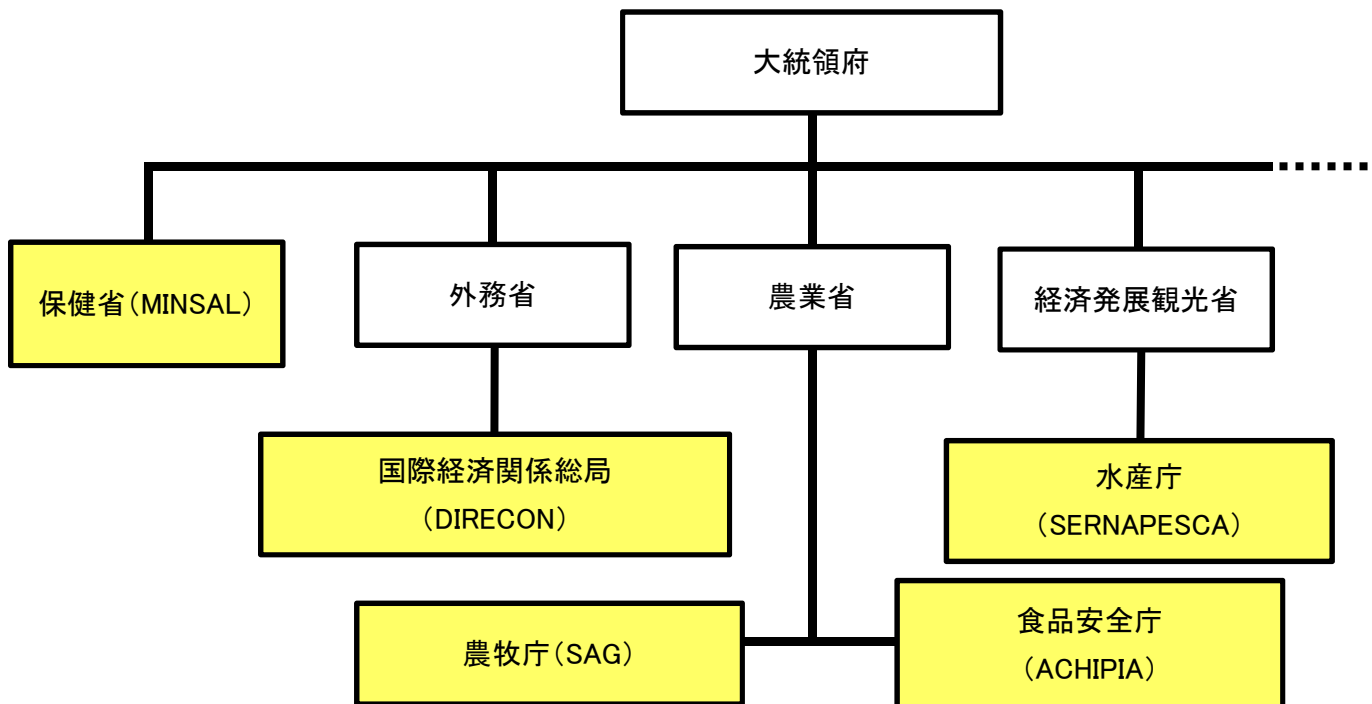 大統領府
保健省(MINSAL)
外務省
農業省
経済発展観光省
国際経済関係総局
(DIRECON)
水産庁
(SERNAPESCA)
農牧庁(SAG)
食品安全庁
(ACHIPIA)